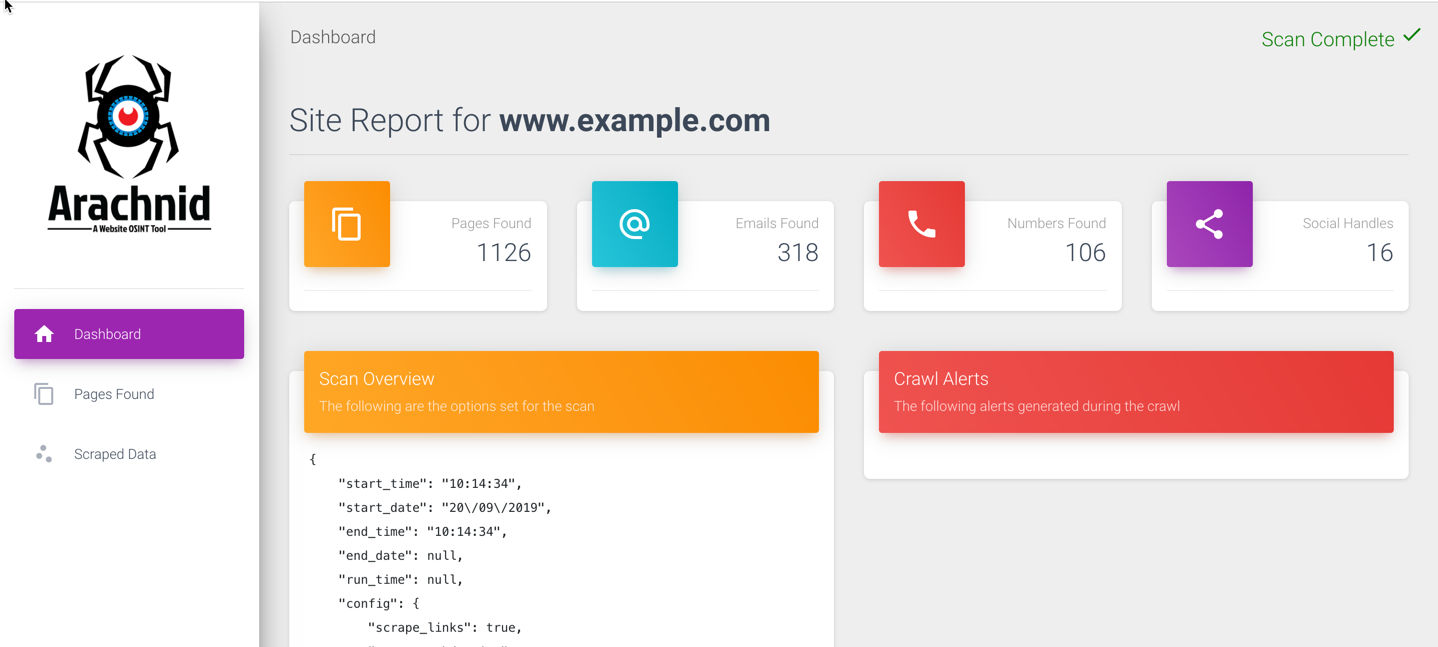 Arachnid
A Website OSINT Tool
Dashboard
Pages Found
Scraped Data
Dashboard
Scan Complete
Site Report for www.example.com
Pages Found
1126
Emails Found
318
Numbers Found
106
Social Handles
16
Scan Overview
The following are the options set for the scan
{
"start_time": "10:14:34",
"start_date": "20\/09\/2019",
"end_time": "10:14:34",
"end_date": null,
"run_time": null,
"config": {
"scrape_links": true,
Crawl Alerts
The following alerts generated during the crawl